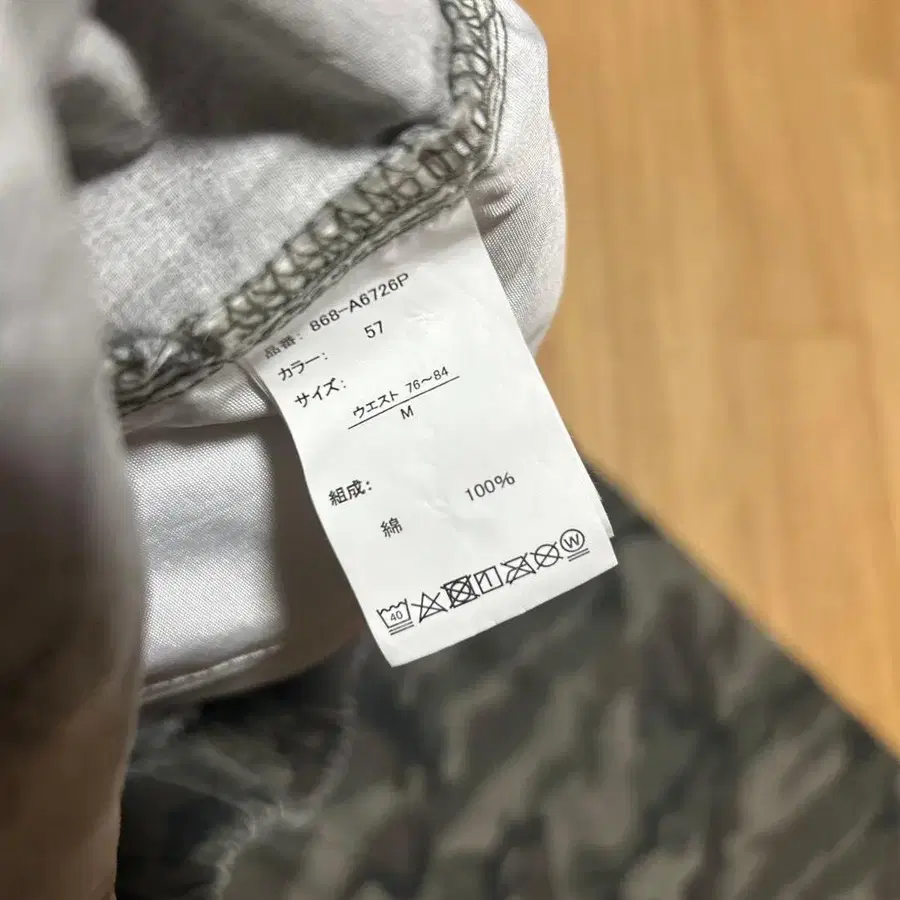 品番: 868-A6726P
カラー: 57
サイズ:
ウエスト 76~84
M
組成:
綿 100%
40
W